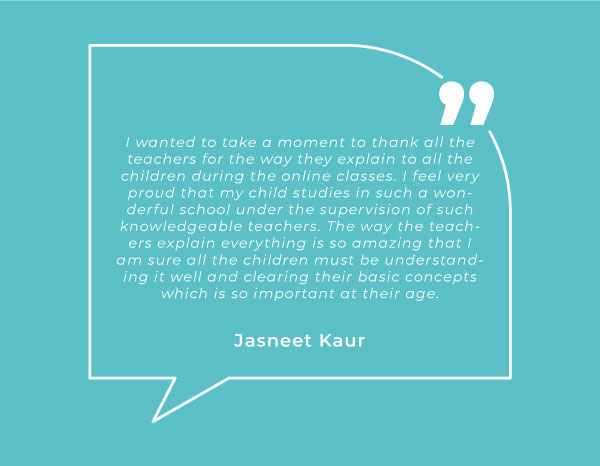 ”
I wanted to take a moment to thank all the
teachers for the way they explain to all the
children during the online classes. I feel very
proud that my child studies in such a won-
derful school under the supervision of such
knowledgeable teachers. The way the teach-
ers explain everything is so amazing that I
am sure all the children must be understand-
ing it well and clearing their basic concepts
which is so important at their age.
Jasneet Kaur